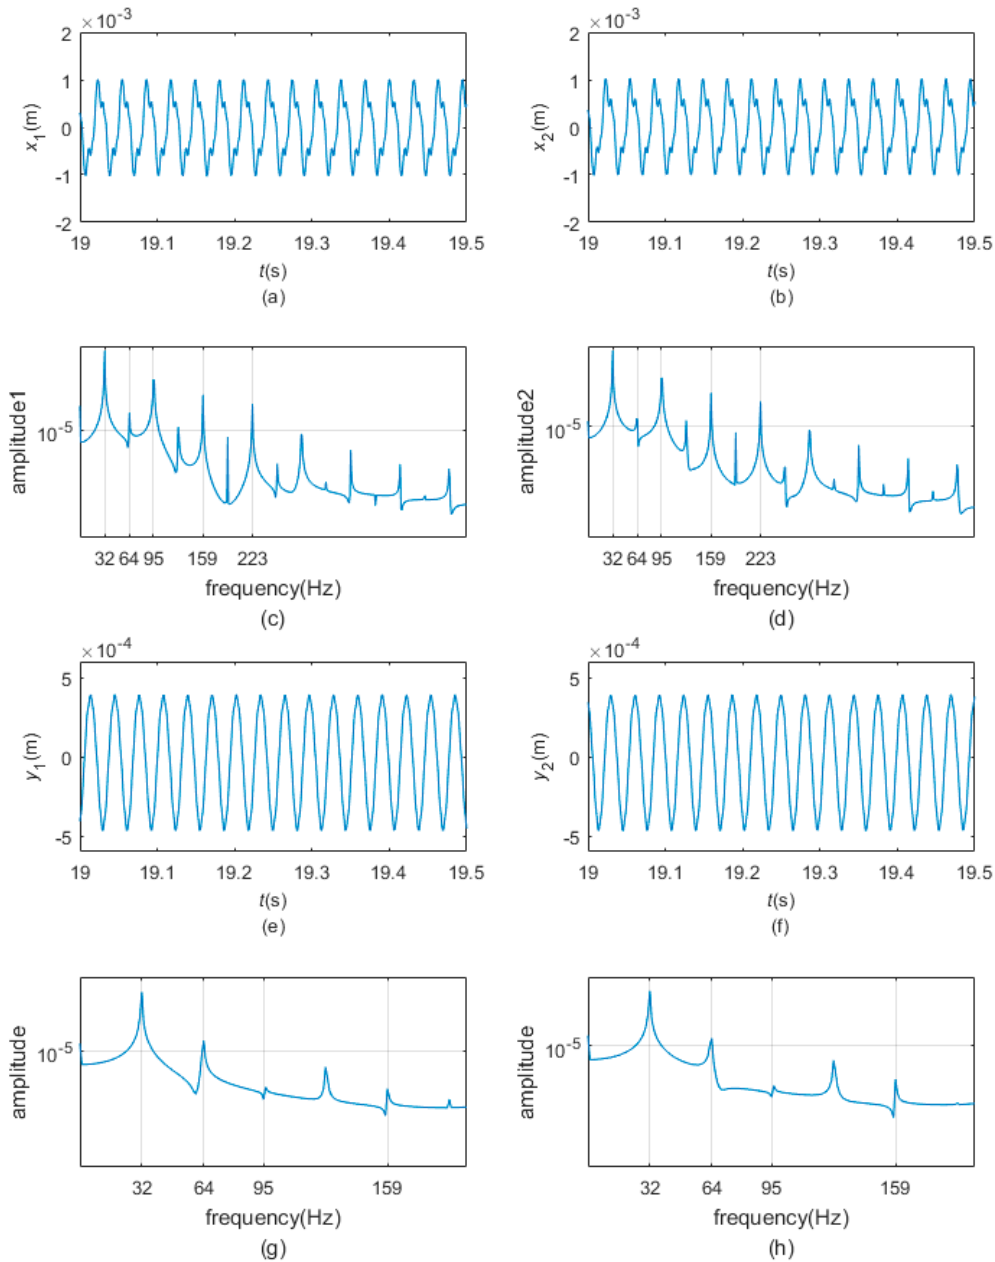 ×10⁻³ ×10⁻³
2 2
1 1
x₁(m) 0 x₂(m) 0
-1 -1
-2 -2
19 19.1 19.2 19.3 19.4 19.5 19 19.1 19.2 19.3 19.4 19.5
t(s) t(s)
(a) (b)
amplitude1 10⁻⁵ amplitude2 10⁻⁵
32 64 95 159 223 32 64 95 159 223
frequency(Hz) frequency(Hz)
(c) (d)
×10⁻⁴ ×10⁻⁴
5 5
y₁(m) 0 y₂(m) 0
-5 -5
19 19.1 19.2 19.3 19.4 19.5 19 19.1 19.2 19.3 19.4 19.5
t(s) t(s)
(e) (f)
amplitude 10⁻⁵ amplitude 10⁻⁵
32 64 95 159 32 64 95 159
frequency(Hz) frequency(Hz)
(g) (h)